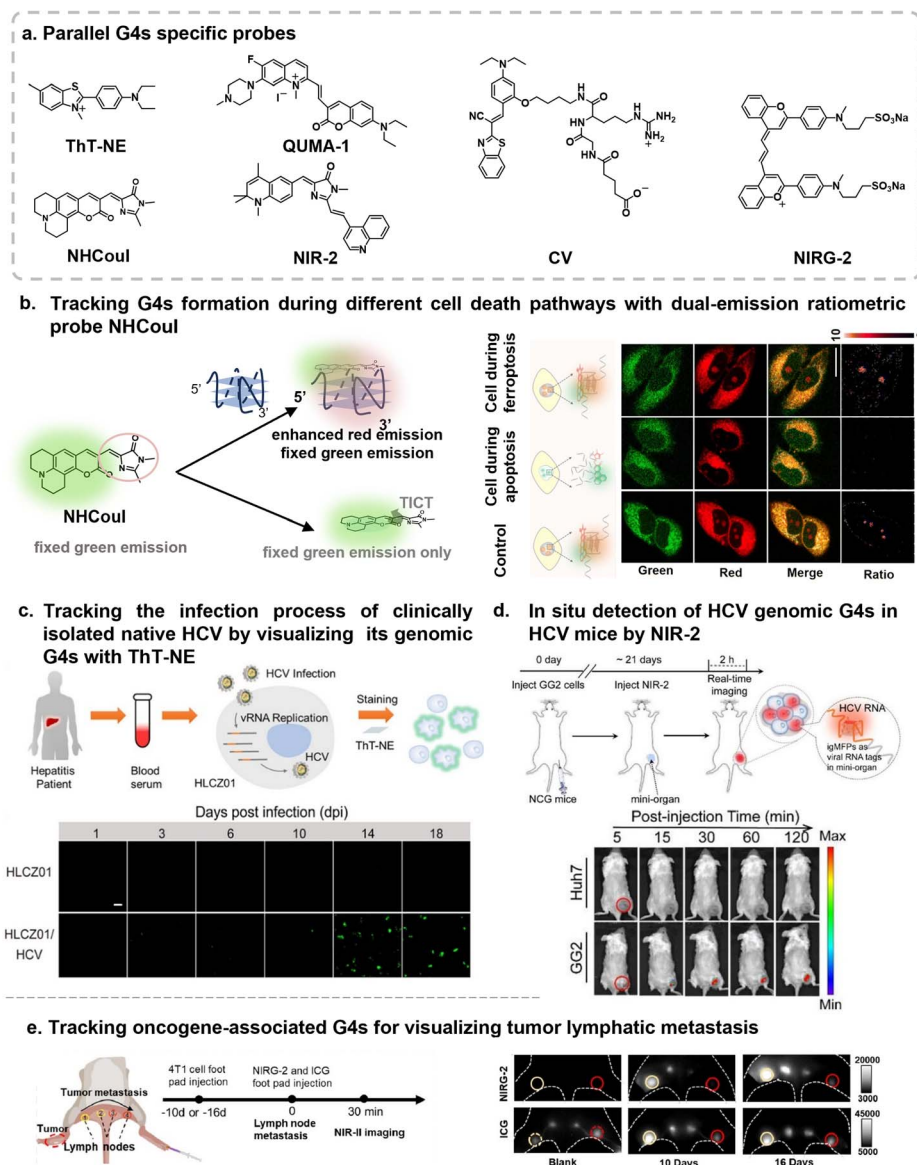 a. Parallel G4s specific probes
ThT-NE
QUMA-1
CV
NIRG-2
NHCouI
NIR-2
b. Tracking G4s formation during different cell death pathways with dual-emission ratiometric
probe NHCouI
NHCouI
fixed green emission
5’
3’
5’
3’
enhanced red emission
fixed green emission
TICT
fixed green emission only
Cell during
ferroptosis
Cell during
apoptosis
Control
10
Green
Red
Merge
Ratio
c. Tracking the infection process of clinically
isolated native HCV by visualizing its genomic
G4s with ThT-NE
Hepatitis
Patient
Blood
serum
HCV Infection
vRNA Replication
HCV
HLCZ01
Staining
ThT-NE
Days post infection (dpi)
1 3 6 10 14 18
HLCZ01
HLCZ01/
HCV
d. In situ detection of HCV genomic G4s in
HCV mice by NIR-2
0 day
~ 21 days
2 h
Inject GG2 cells
Inject NIR-2
Real-time
imaging
NCG mice
mini-organ
HCV RNA
igMFPs as
viral RNA tags
in mini-organ
Post-injection Time (min)
5 15 30 60 120
Max
Huh7
GG2
Min
e. Tracking oncogene-associated G4s for visualizing tumor lymphatic metastasis
Tumor metastasis
Tumor
Lymph nodes
4T1 cell foot
pad injection
-10d or -16d
NIRG-2 and ICG
foot pad injection
0
Lymph node
metastasis
30 min
NIR-II imaging
NIRG-2
ICG
20000
3000
45000
5000
Blank
10 Days
16 Days